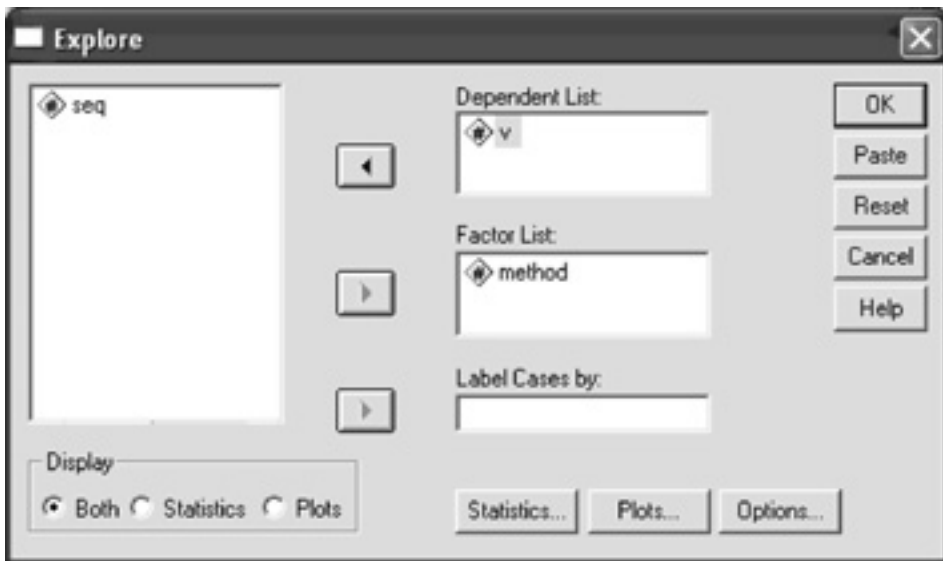 Explore
seq
Dependent List:
v
Factor List:
method
Label Cases by:
OK
Paste
Reset
Cancel
Help
Display
Both Statistics Plots
Statistics... Plots... Options...